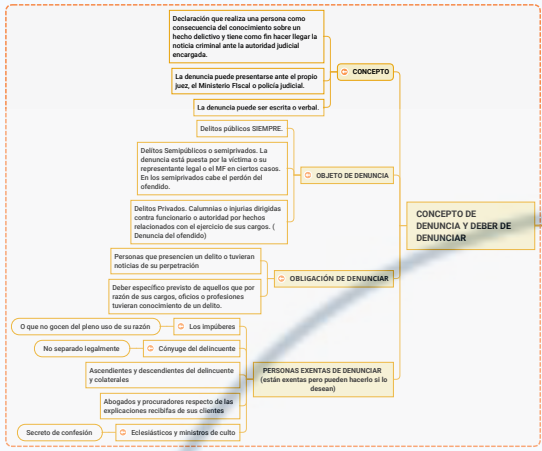 Declaración que realiza una persona como
consecuencia del conocimiento sobre un
hecho delictivo y tiene como fin hacer llegar la
noticia criminal ante la autoridad judicial
encargada.
La denuncia puede presentarse ante el propio
juez, el Ministerio FIscal o policía judicial.
La denuncia puede ser escrita o verbal.
CONCEPTO
Delitos públicos SIEMPRE.
Delitos Semipúblicos o semiprivados. La
denuncia está puesta por la víctima o su
representante legal o el MF en ciertos casos.
En los semiprivados cabe el perdón del
ofendido.
Delitos Privados. Calumnias o injurias dirigidas
contra funcionario o autoridad por hechos
relacionados con el ejercicio de sus cargos. (
Denuncia del ofendido)
OBJETO DE DENUNCIA
Personas que presencien un delito o tuvieran
noticias de su perpetración
Deber específico previsto de aquellos que por
razón de sus cargos, oficios o profesiones
tuvieran conocimiento de un delito.
OBLIGACIÓN DE DENUNCIAR
O que no gocen del pleno uso de su razón
Los impúberes
No separado legalmente
Cónyuge del delincuente
Ascendientes y descendientes del delincuente
y colaterales
Abogados y procuradores respecto de las
explicaciones recibifas de sus clientes
Secreto de confesión
Eclesiásticos y ministros de culto
PERSONAS EXENTAS DE DENUNCIAR
(están exentas pero pueden hacerlo si lo
desean)
CONCEPTO DE
DENUNCIA Y DEBER DE
DENUNCIAR